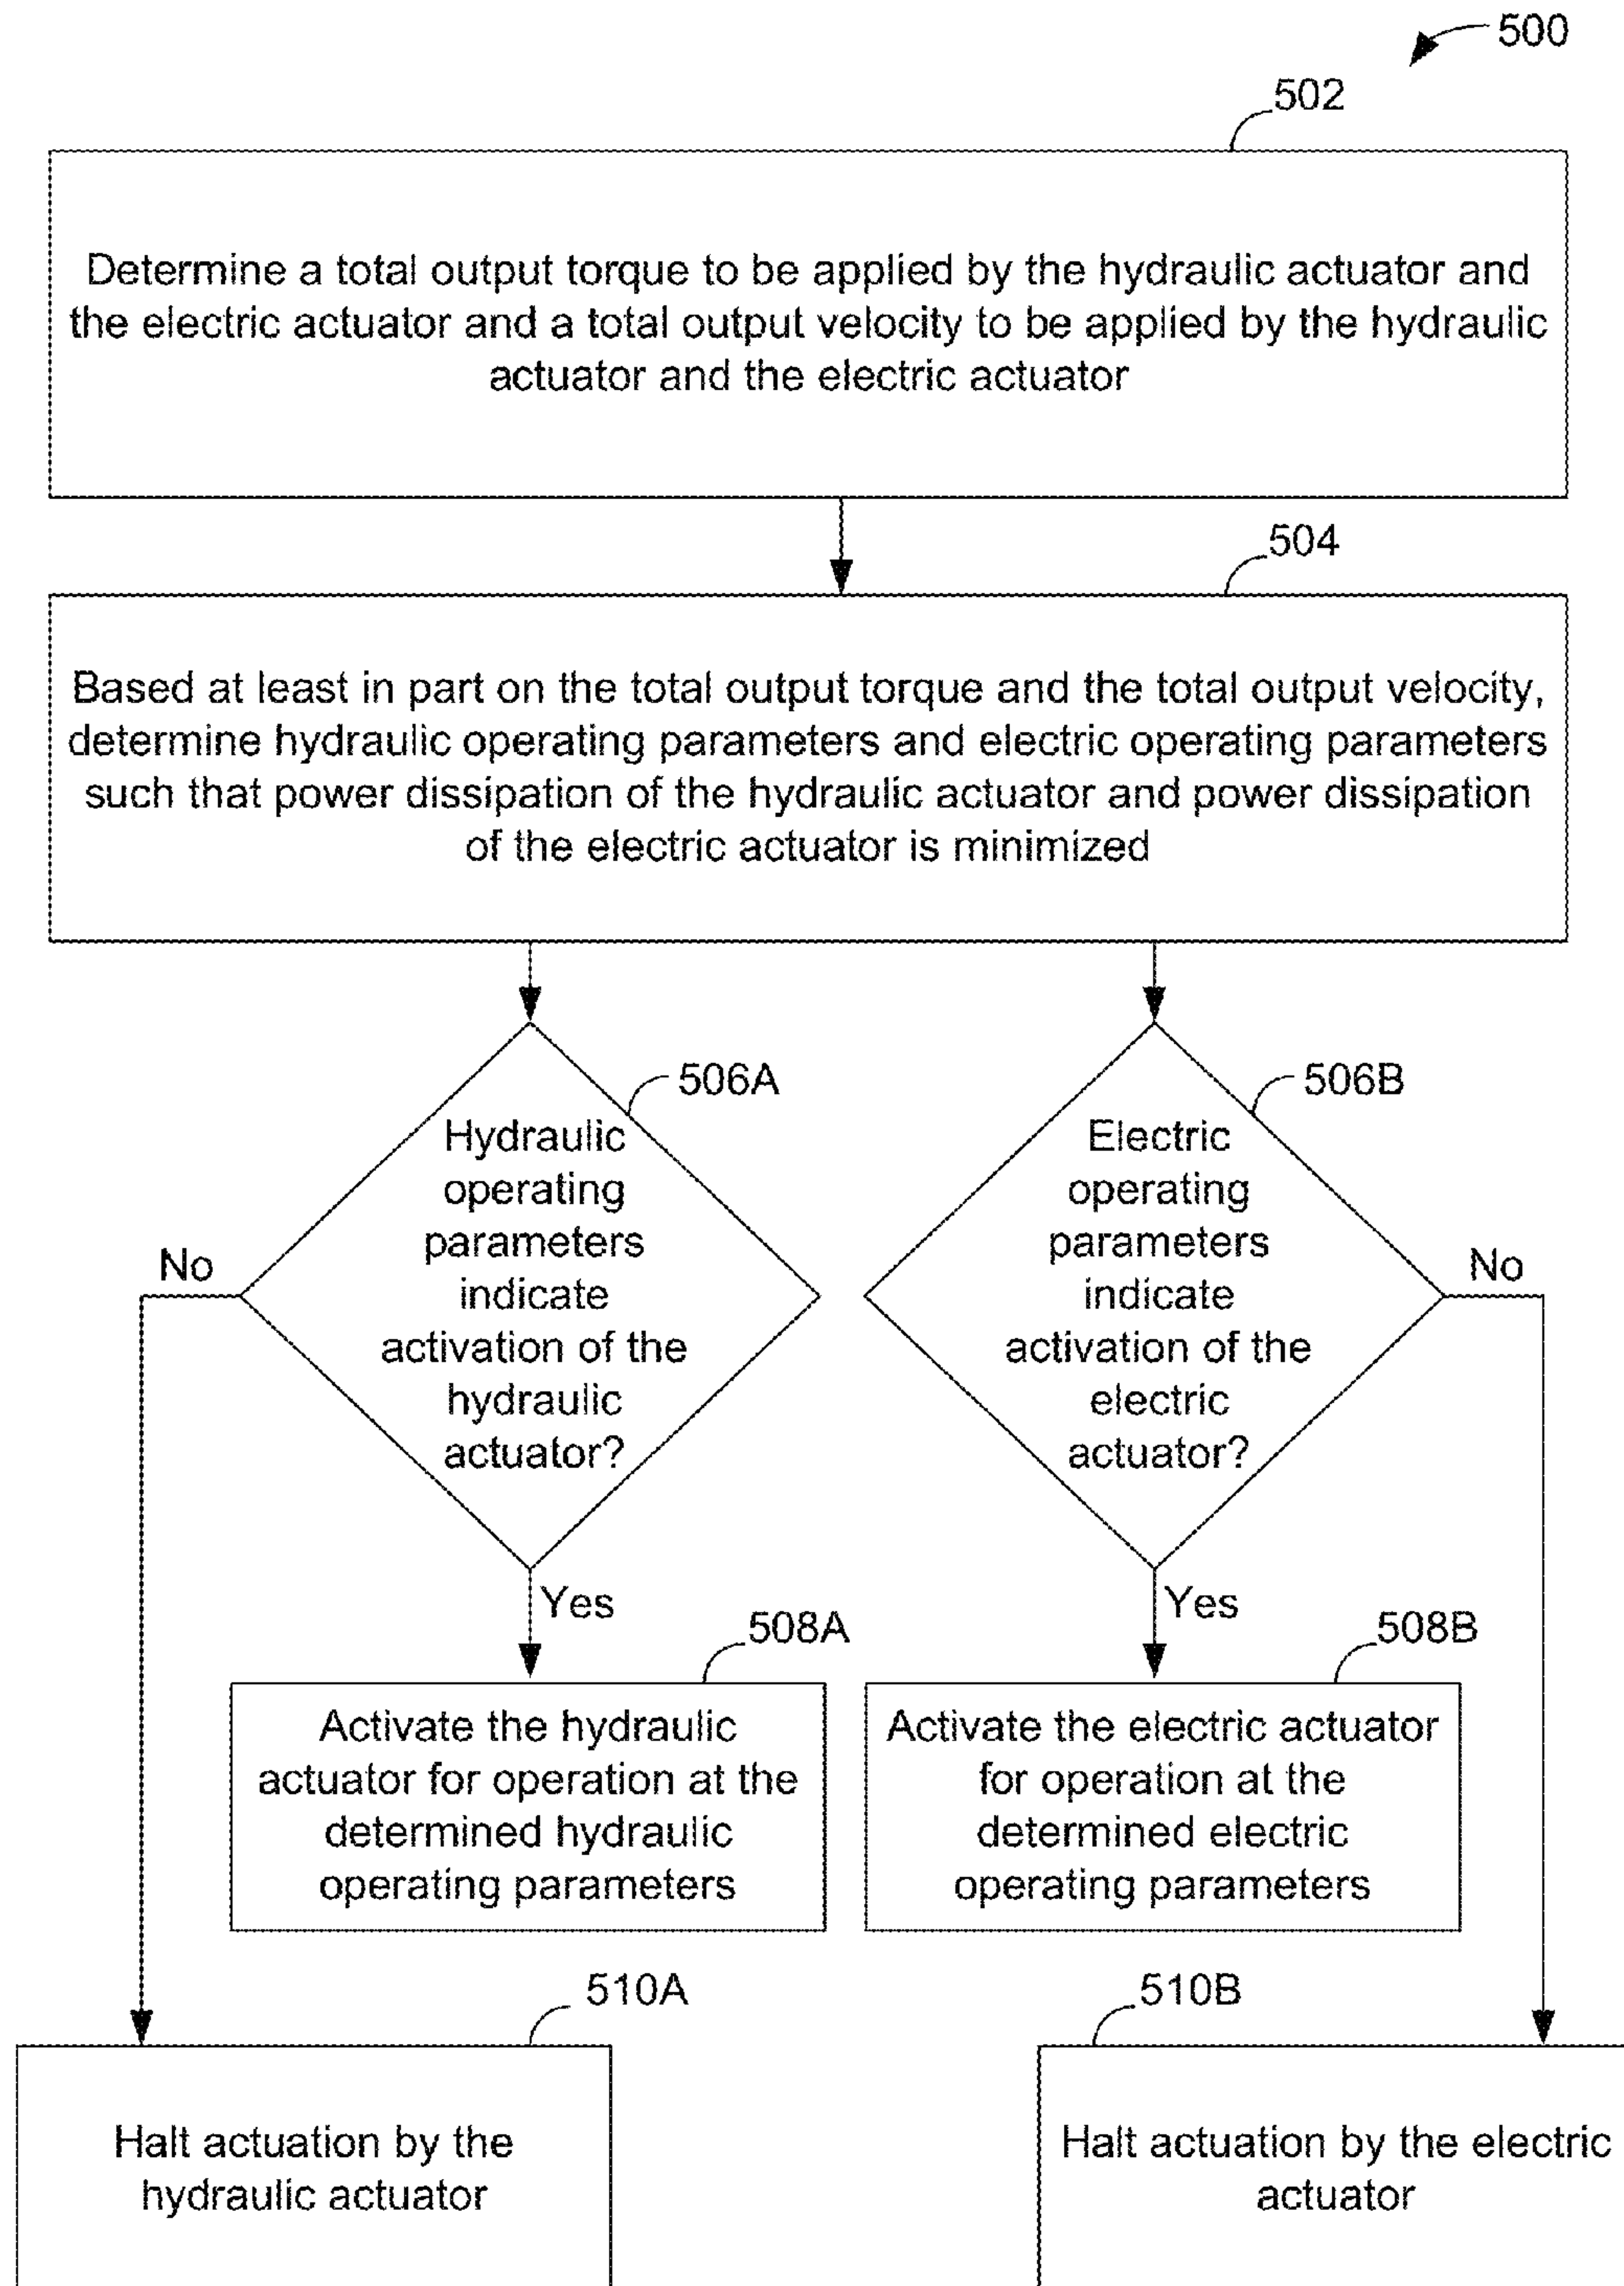 500
502
Determine a total output torque to be applied by the hydraulic actuator and
the electric actuator and a total output velocity to be applied by the hydraulic
actuator and the electric actuator
504
Based at least in part on the total output torque and the total output velocity,
determine hydraulic operating parameters and electric operating parameters
such that power dissipation of the hydraulic actuator and power dissipation
of the electric actuator is minimized
506A
Hydraulic
operating
parameters
indicate
activation of the
hydraulic
actuator?
No
Yes
506B
Electric
operating
parameters
indicate
activation of the
electric
actuator?
No
Yes
508A
Activate the hydraulic
actuator for operation at the
determined hydraulic
operating parameters
508B
Activate the electric actuator
for operation at the
determined electric
operating parameters
510A
Halt actuation by the
hydraulic actuator
510B
Halt actuation by the electric
actuator